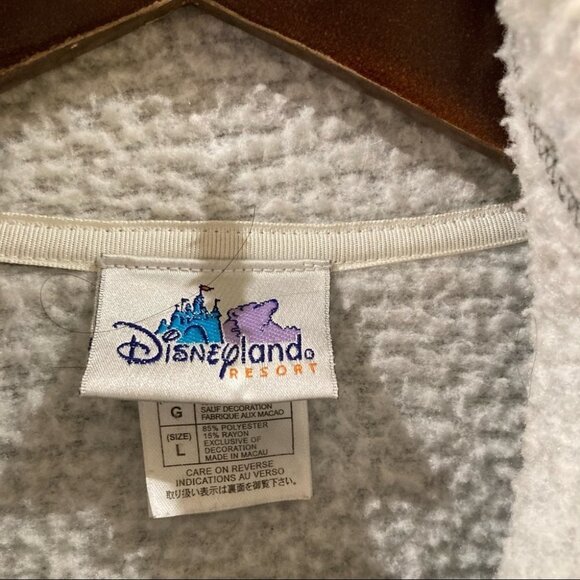 Disneyland®
RESORT
G
SAUF DECORATION
FABRIQUE AUX MACAO
(SIZE)
L
85% POLYESTER
15% RAYON
EXCLUSIVE OF
DECORATION
MADE IN MACAU
CARE ON REVERSE
INDICATIONS AU VERSO
取り扱い表示は裏面を御覧下さい。